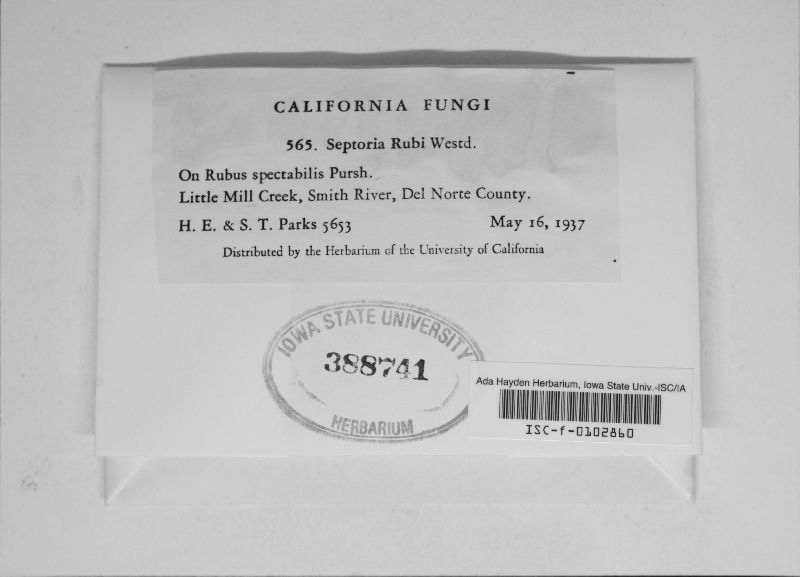 CALIFORNIA FUNGI
565. Septoria Rubi Westd.
On Rubus spectabilis Pursh.
Little Mill Creek, Smith River, Del Norte County.
H. E. & S. T. Parks 5653 May 16, 1937
Distributed by the Herbarium of the University of California
IOWA STATE UNIVERSITY
388741
HERBARIUM
Ada Hayden Herbarium, Iowa State Univ.-ISC/IA
ISC-f-0102860